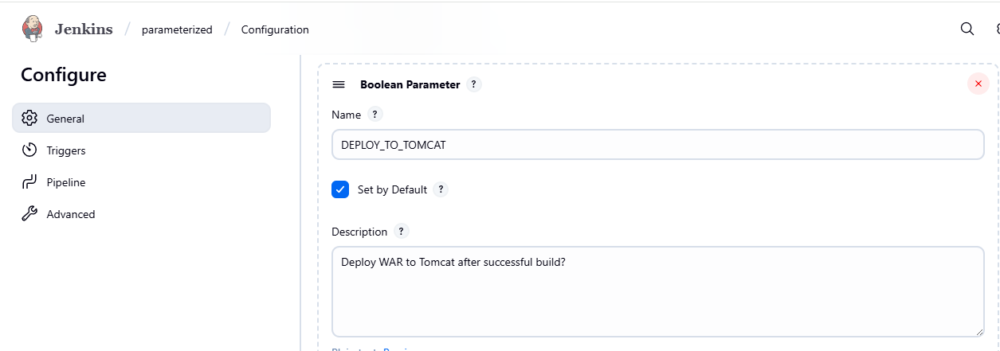 Jenkins / parameterized / Configuration
Configure
General
Triggers
Pipeline
Advanced
Boolean Parameter ?
Name ?
DEPLOY_TO_TOMCAT
Set by Default ?
Description ?
Deploy WAR to Tomcat after successful build?